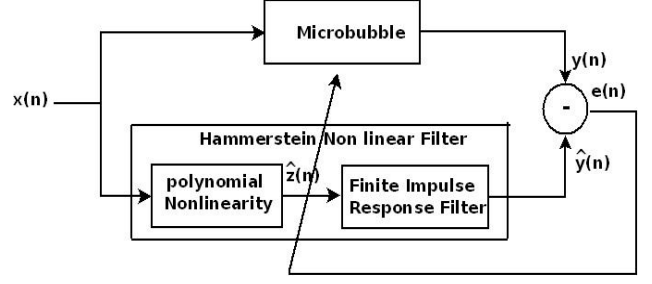 Microbubble
y(n)
x(n)
e(n)
-
Hammerstein Non linear Filter
ŷ(n)
ẑ(n)
polynomial
Nonlinearity
Finite Impulse
Response Filter